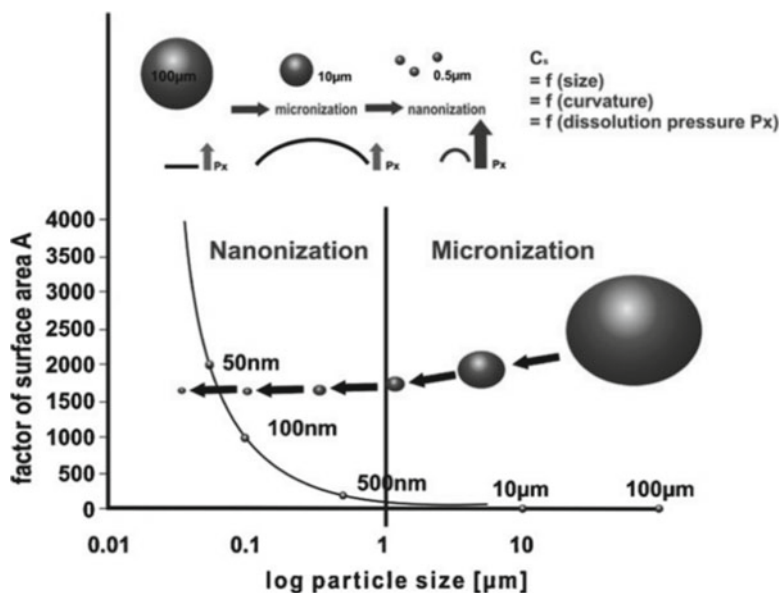 100µm
10µm
0.5µm
micronization
nanonization
Px
Px
Px
Cₛ
= f (size)
= f (curvature)
= f (dissolution pressure Px)
factor of surface area A
4000
3500
3000
2500
2000
1500
1000
500
0
Nanonization
Micronization
50nm
100nm
500nm
10µm
100µm
0.01
0.1
1
10
log particle size [µm]